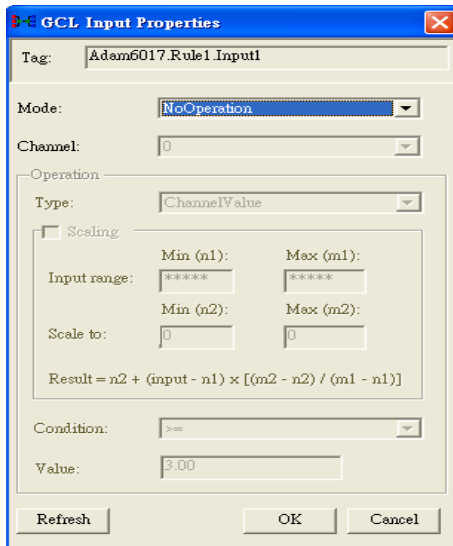 GCL Input Properties
Tag: Adam6017.Rule1.Input1
Mode: NoOperation
Channel: 0
Operation
Type: ChannelValue
Scaling
Min (n1): Max (m1):
Input range: ***** *****
Min (n2): Max (m2):
Scale to: 0 0
Result = n2 + (input - n1) x [(m2 - n2) / (m1 - n1)]
Condition: >=
Value: 3.00
Refresh OK Cancel